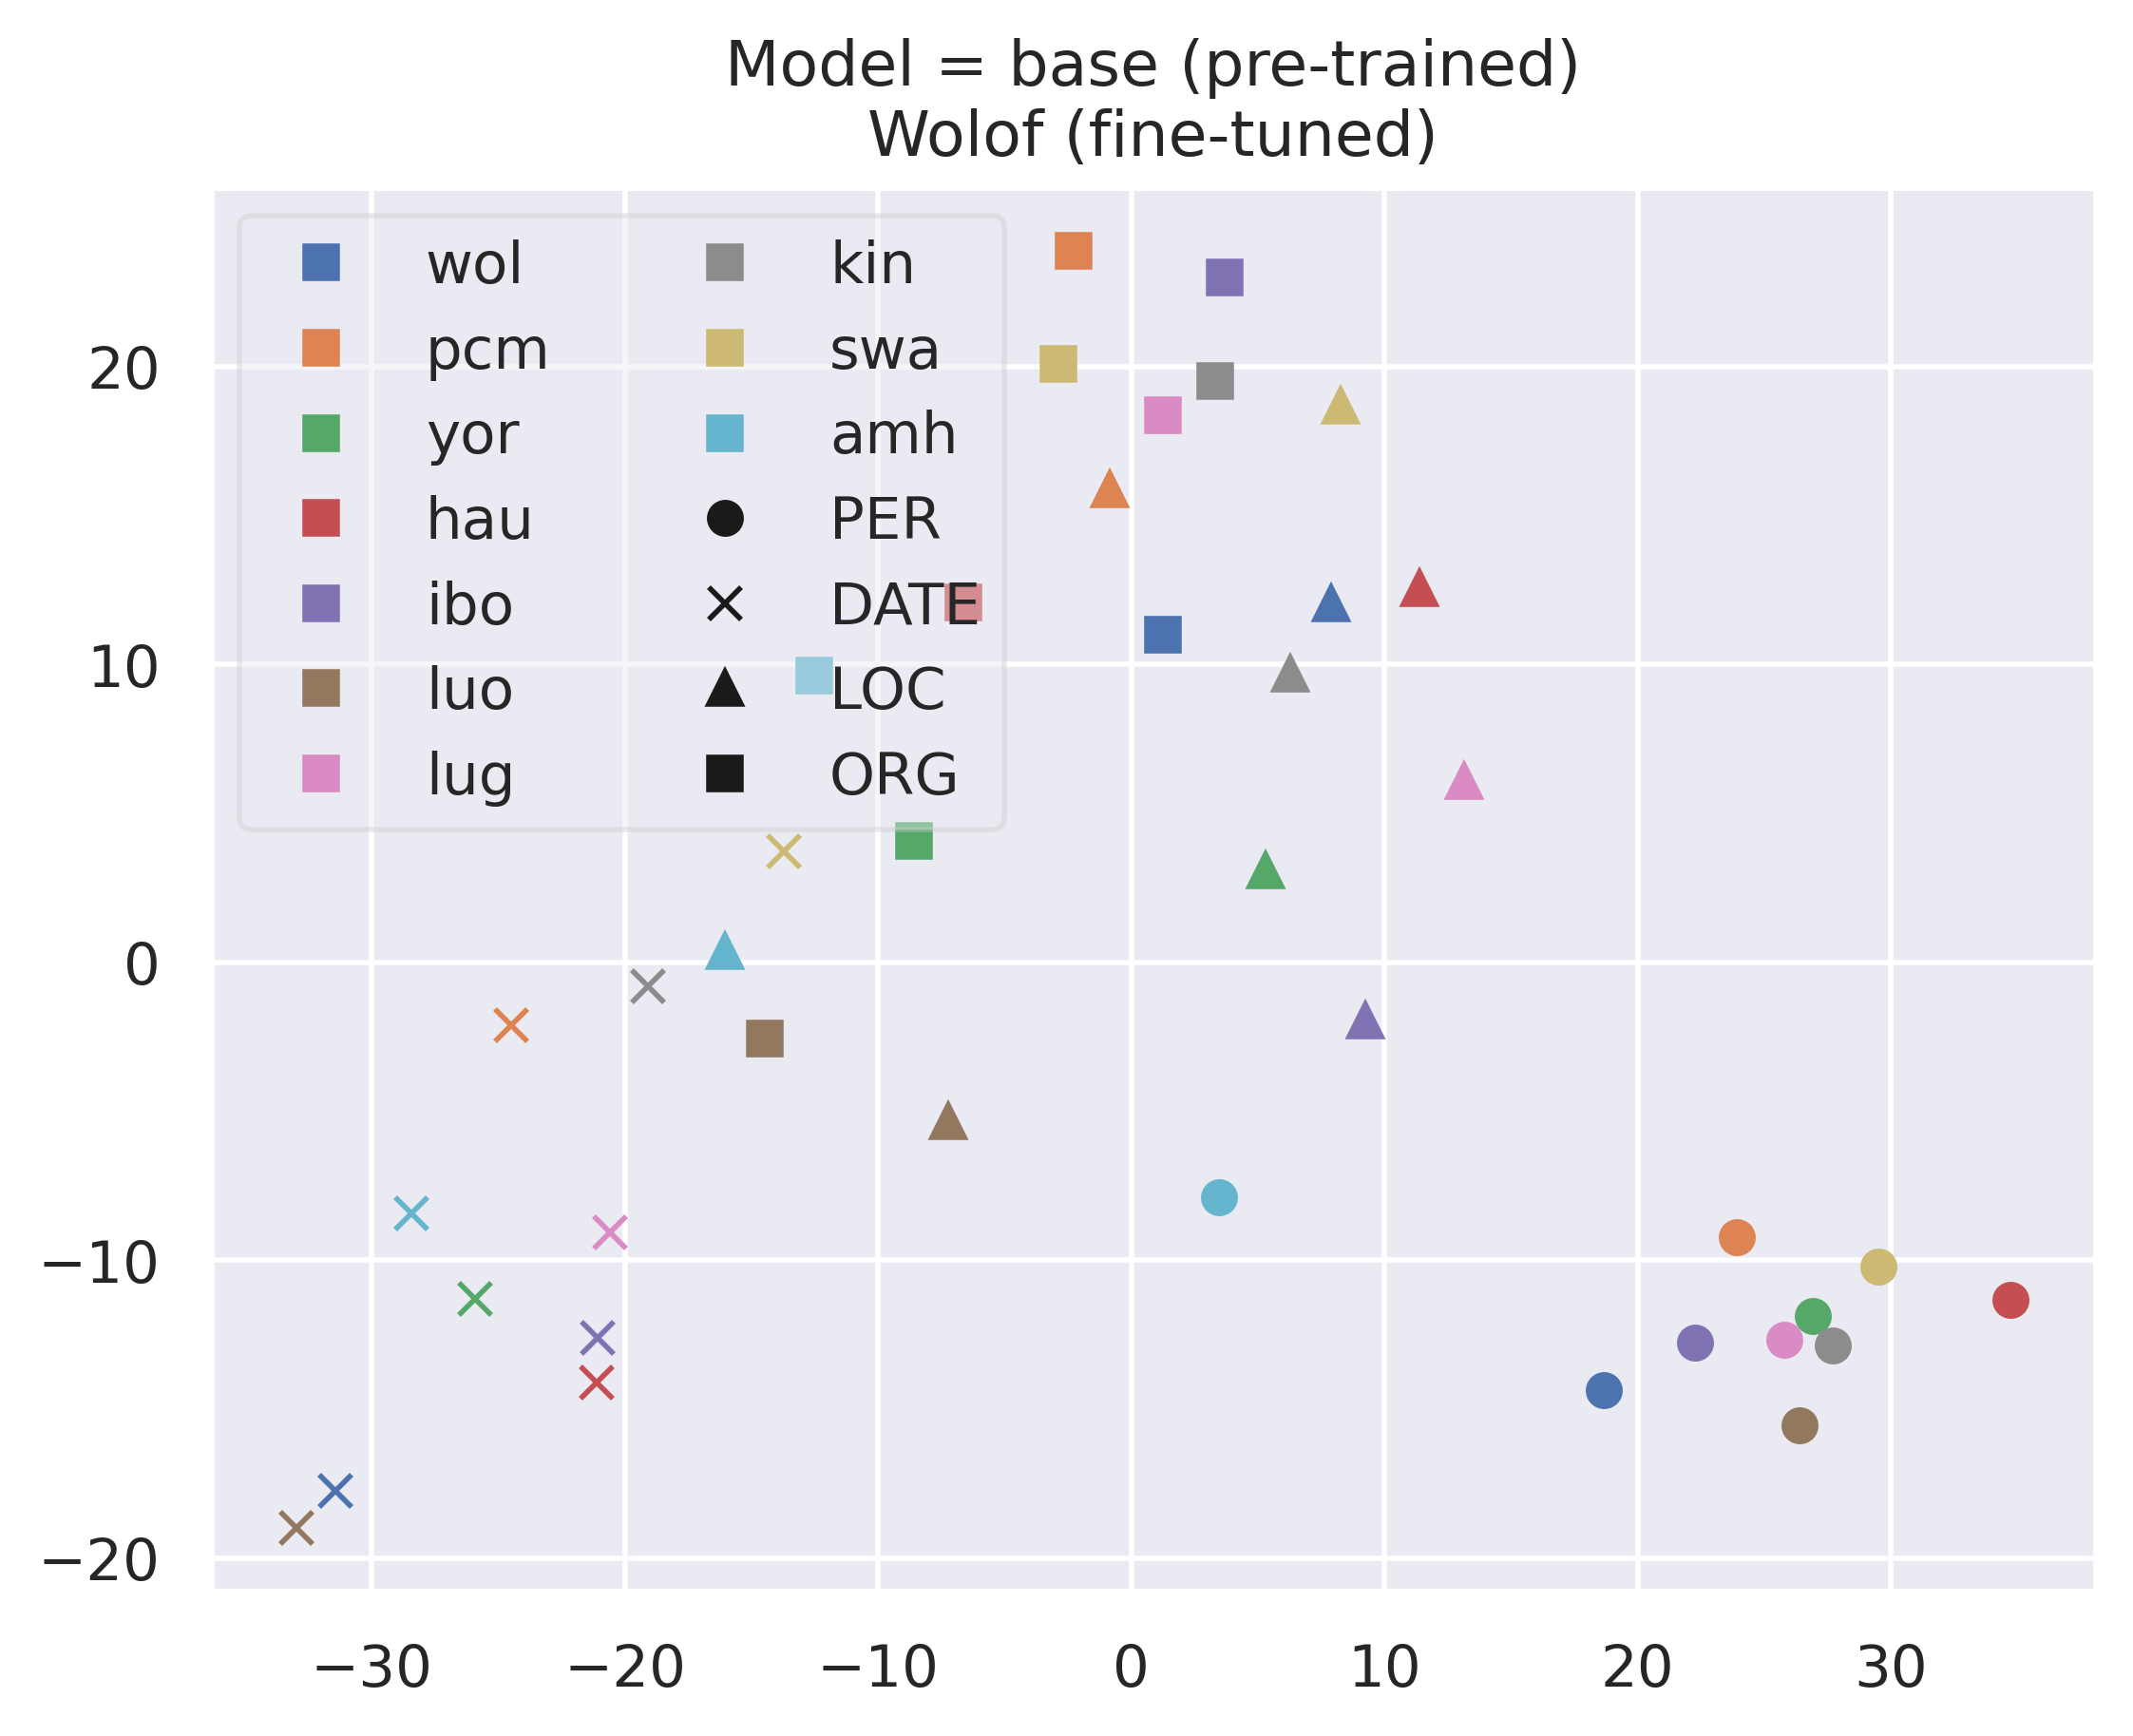 Model = base (pre-trained)
Wolof (fine-tuned)
wol
pcm
yor
hau
ibo
luo
lug
kin
swa
amh
PER
DATE
LOC
ORG
20
10
0
−10
−20
−30
−20
−10
0
10
20
30